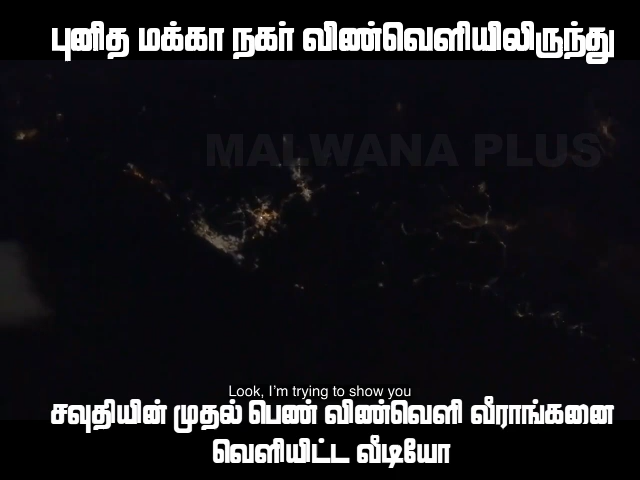 புனித மக்கா நகர் விண்வெளியிலிருந்து
MALWANA PLUS
Look, I'm trying to show you
சவுதியின் முதல் பெண் விண்வெளி வீராங்கனை
வெளியிட்ட வீடியோ